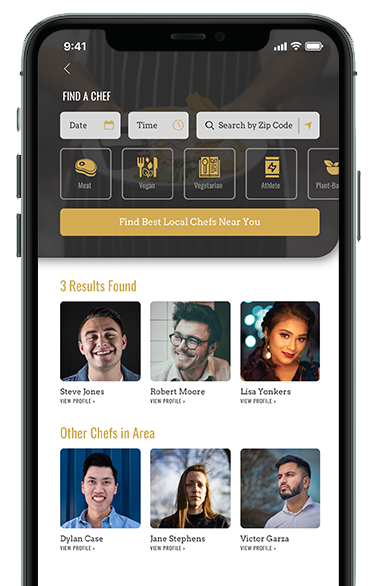 9:41
FIND A CHEF
Date Time Search by Zip Code
Meat Vegan Vegetarian Athlete Plant-Ba
Find Best Local Chefs Near You
3 Results Found
Steve Jones Robert Moore Lisa Yonkers
VIEW PROFILE » VIEW PROFILE » VIEW PROFILE »
Other Chefs in Area
Dylan Case Jane Stephens Victor Garza
VIEW PROFILE » VIEW PROFILE » VIEW PROFILE »